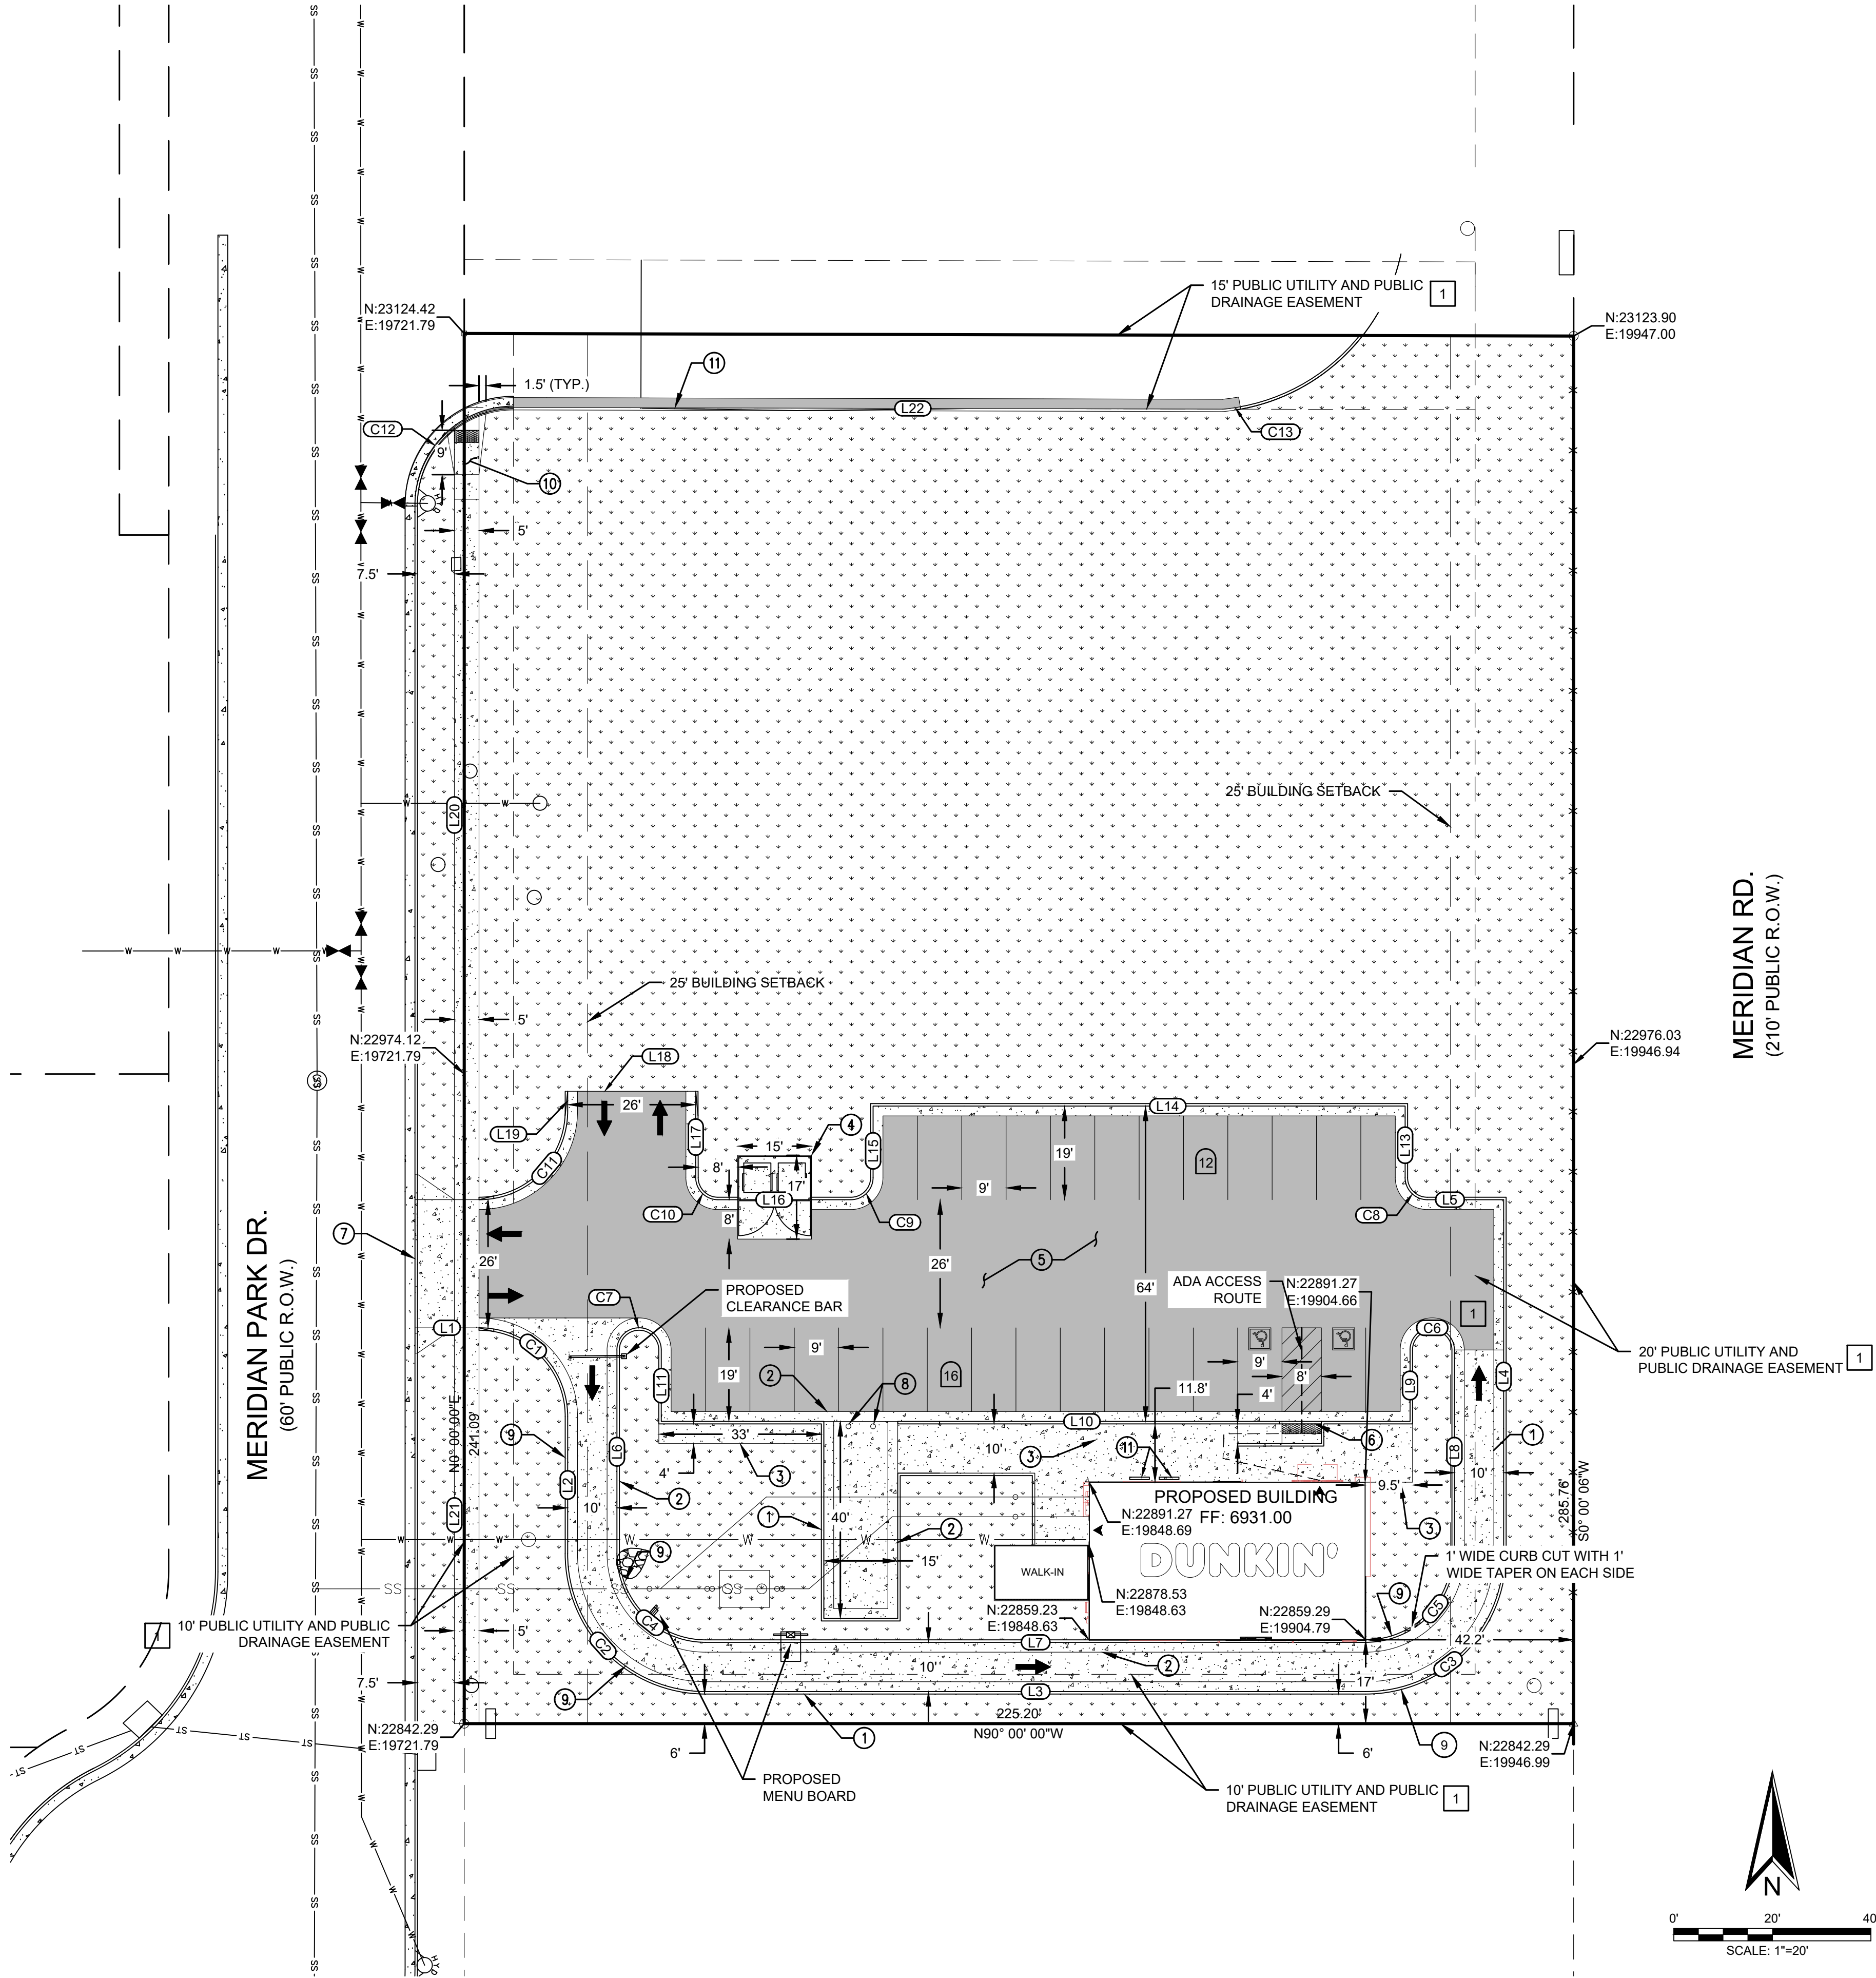 SS
W
15' PUBLIC UTILITY AND PUBLIC
DRAINAGE EASEMENT
1
N:23124.42
E:19721.79
N:23123.90
E:19947.00
11
1.5' (TYP.)
L22
C12
C13
9'
10
HYD
5'
7.5'
25' BUILDING SETBACK
L20
MERIDIAN RD.
(210' PUBLIC R.O.W.)
25' BUILDING SETBACK
5'
N:22974.12
E:19721.79
N:22976.03
E:19946.94
L18
26'
L14
L19
L17
4
L15
L13
C11
15'
8'
17'
19'
12
9'
L16
L5
C10
8'
C9
C8
7
26'
26'
5
64'
MERIDIAN PARK DR.
(60' PUBLIC R.O.W.)
ADA ACCESS
ROUTE
N:22891.27
E:19904.66
PROPOSED
CLEARANCE BAR
C7
1
L1
C1
C6
20' PUBLIC UTILITY AND
PUBLIC DRAINAGE EASEMENT
1
9'
19'
2
16
8
9'
8'
L11
11.8'
4'
L9
L4
L10
33'
9
10'
3
11
6
1
N0° 00' 00"E
241.09'
L6
4'
3
L8
10'
L2
10'
2
9.5'
PROPOSED BUILDING
FF: 6931.00
N:22891.27
E:19848.69
3
285.76'
S0° 00' 06"W
L21
1
40'
2
DUNKIN'
W
9
15'
1' WIDE CURB CUT WITH 1'
WIDE TAPER ON EACH SIDE
WALK-IN
SS
N:22878.53
E:19848.63
9
N:22859.23
E:19848.63
N:22859.29
E:19904.79
C5
10' PUBLIC UTILITY AND PUBLIC
DRAINAGE EASEMENT
1
5'
C4
C2
L7
42.2'
10'
2
C3
7.5'
9
L3
17'
225.20'
N90° 00' 00"W
ST
N:22842.29
E:19721.79
6'
1
6'
9
N:22842.29
E:19946.99
PROPOSED
MENU BOARD
10' PUBLIC UTILITY AND PUBLIC
DRAINAGE EASEMENT
1
HYD
N
0'
20'
40
SCALE: 1"=20'